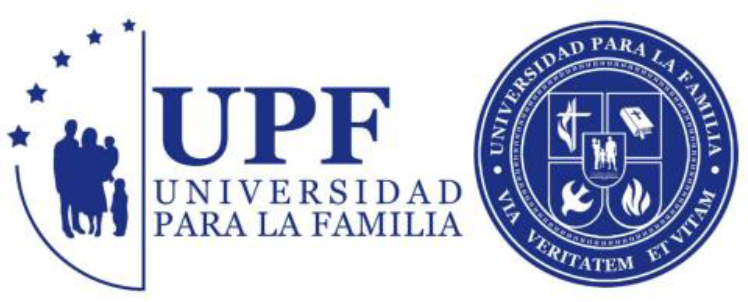 UPF
UNIVERSIDAD
PARA LA FAMILIA
UNIVERSIDAD PARA LA FAMILIA
VIA VERITATEM ET VITAM